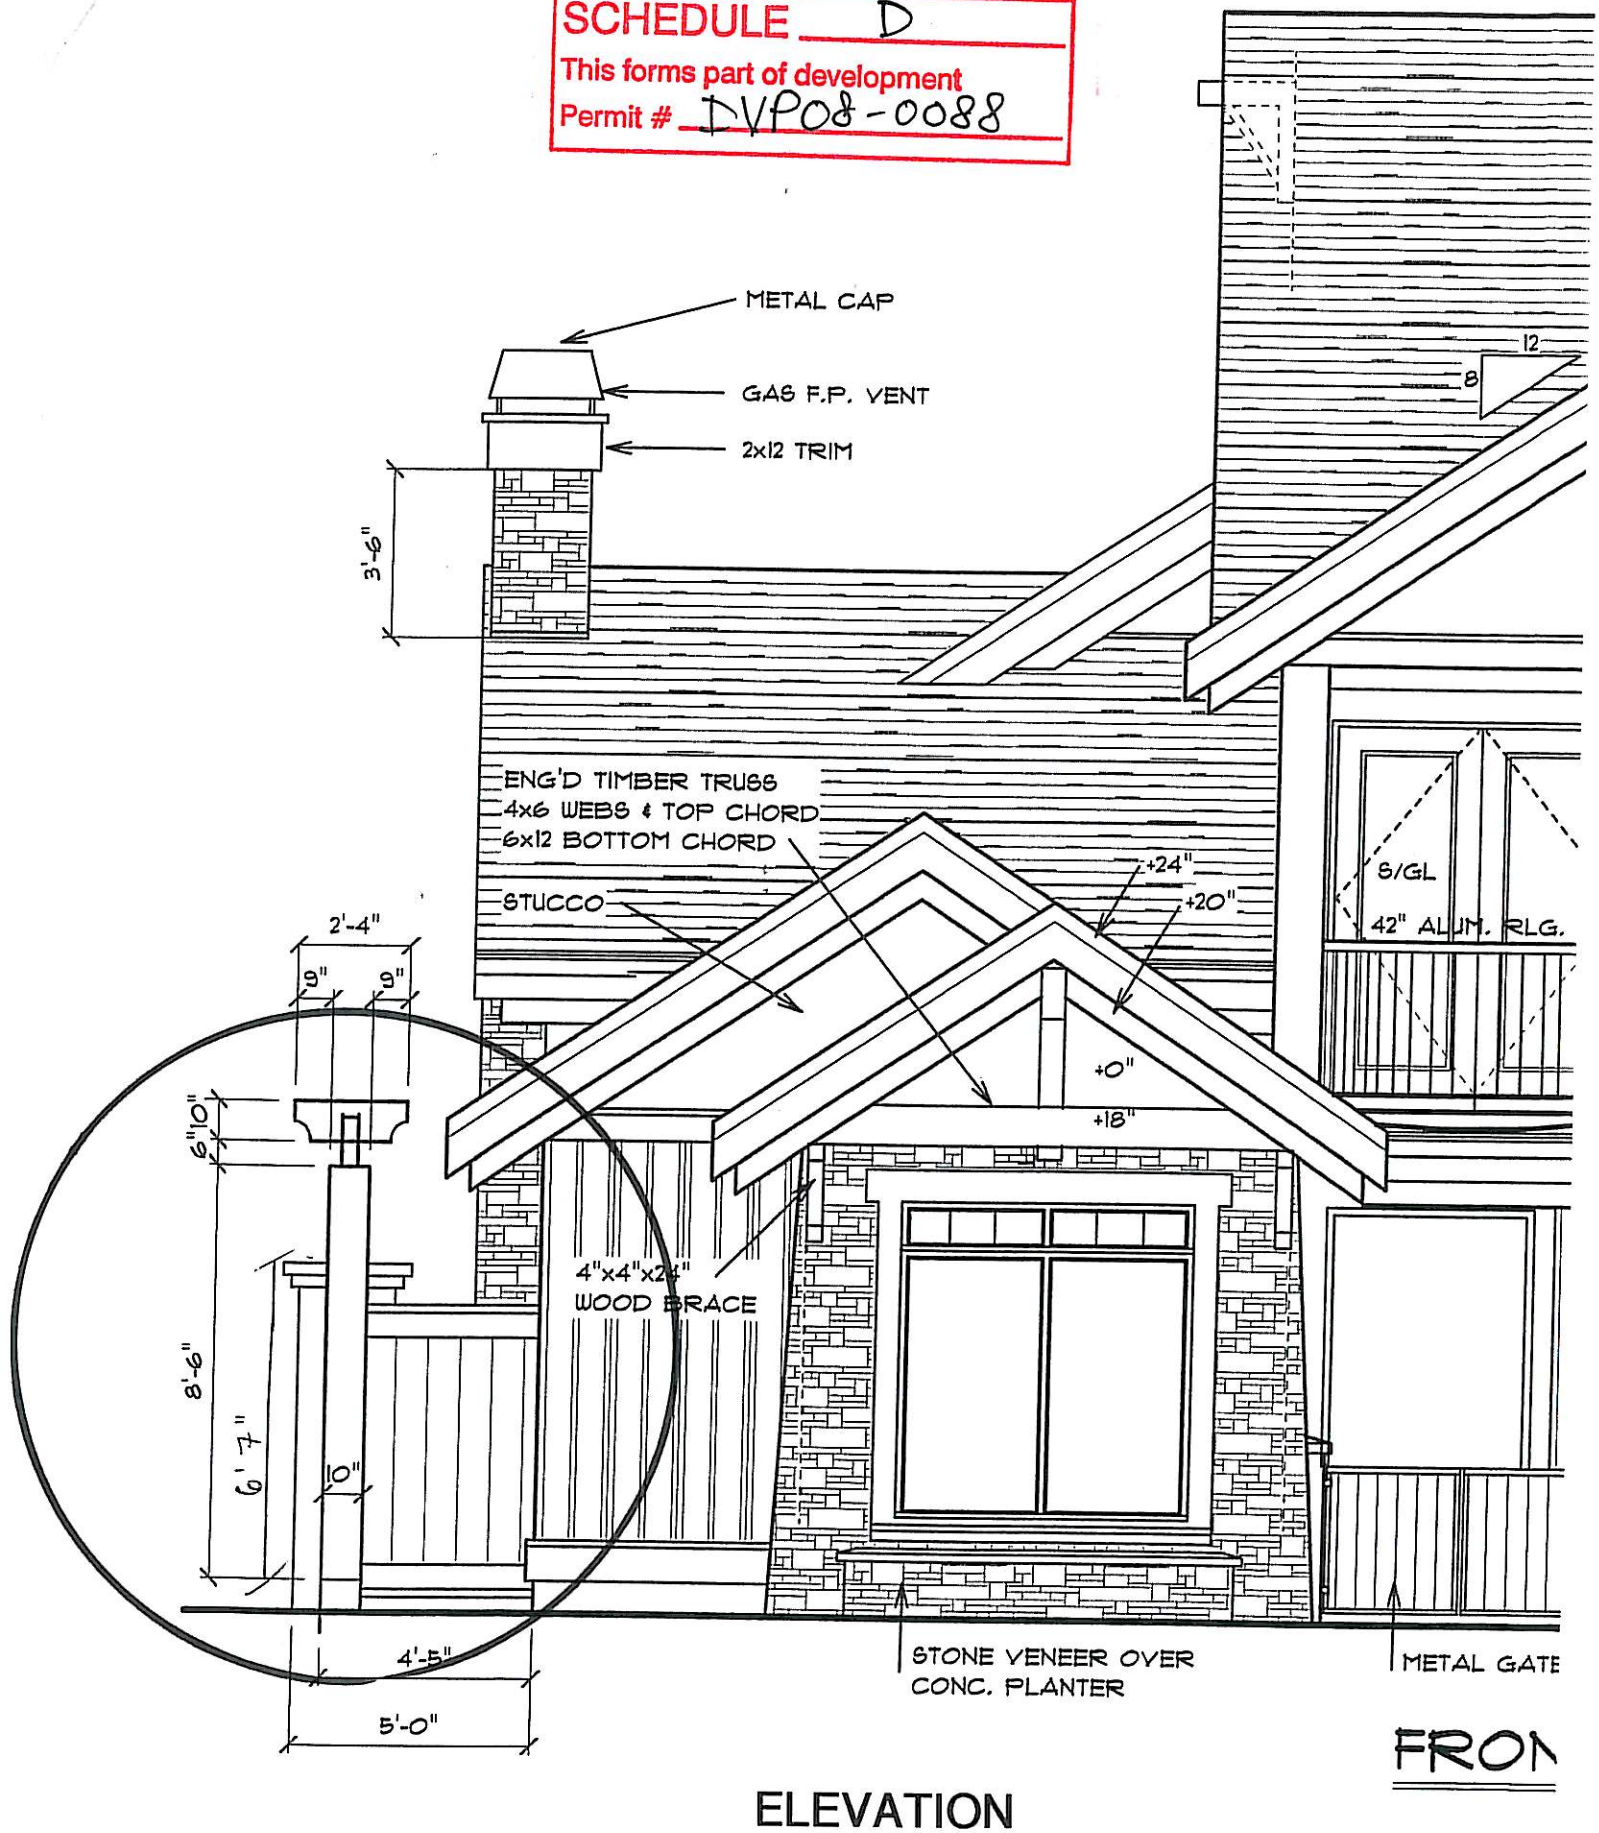 SCHEDULE D
This forms part of development
Permit # DVP08-0088
METAL CAP
GAS F.P. VENT
2x12 TRIM
3'-6"
12
8
ENG'D TIMBER TRUSS
4x6 WEBS & TOP CHORD
6x12 BOTTOM CHORD
STUCCO
+24"
+20"
S/GL
42" ALUM. RLG.
2'-4"
9"
9"
+0"
+18"
10"
6"
4"x4"x24"
WOOD BRACE
8'-6"
6' 7"
10"
4'-5"
5'-0"
STONE VENEER OVER
CONC. PLANTER
METAL GATE
FRON
ELEVATION